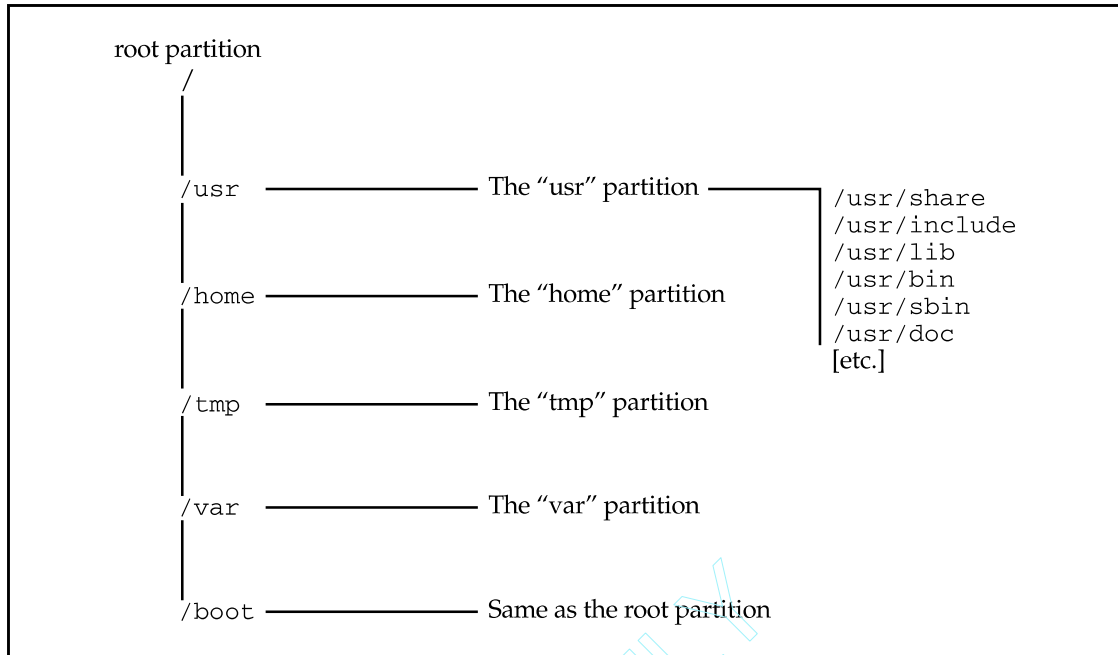 root partition
/
/usr The “usr” partition
/usr/share
/usr/include
/usr/lib
/usr/bin
/usr/sbin
/usr/doc
[etc.]
/home The “home” partition
/tmp The “tmp” partition
/var The “var” partition
/boot Same as the root partition